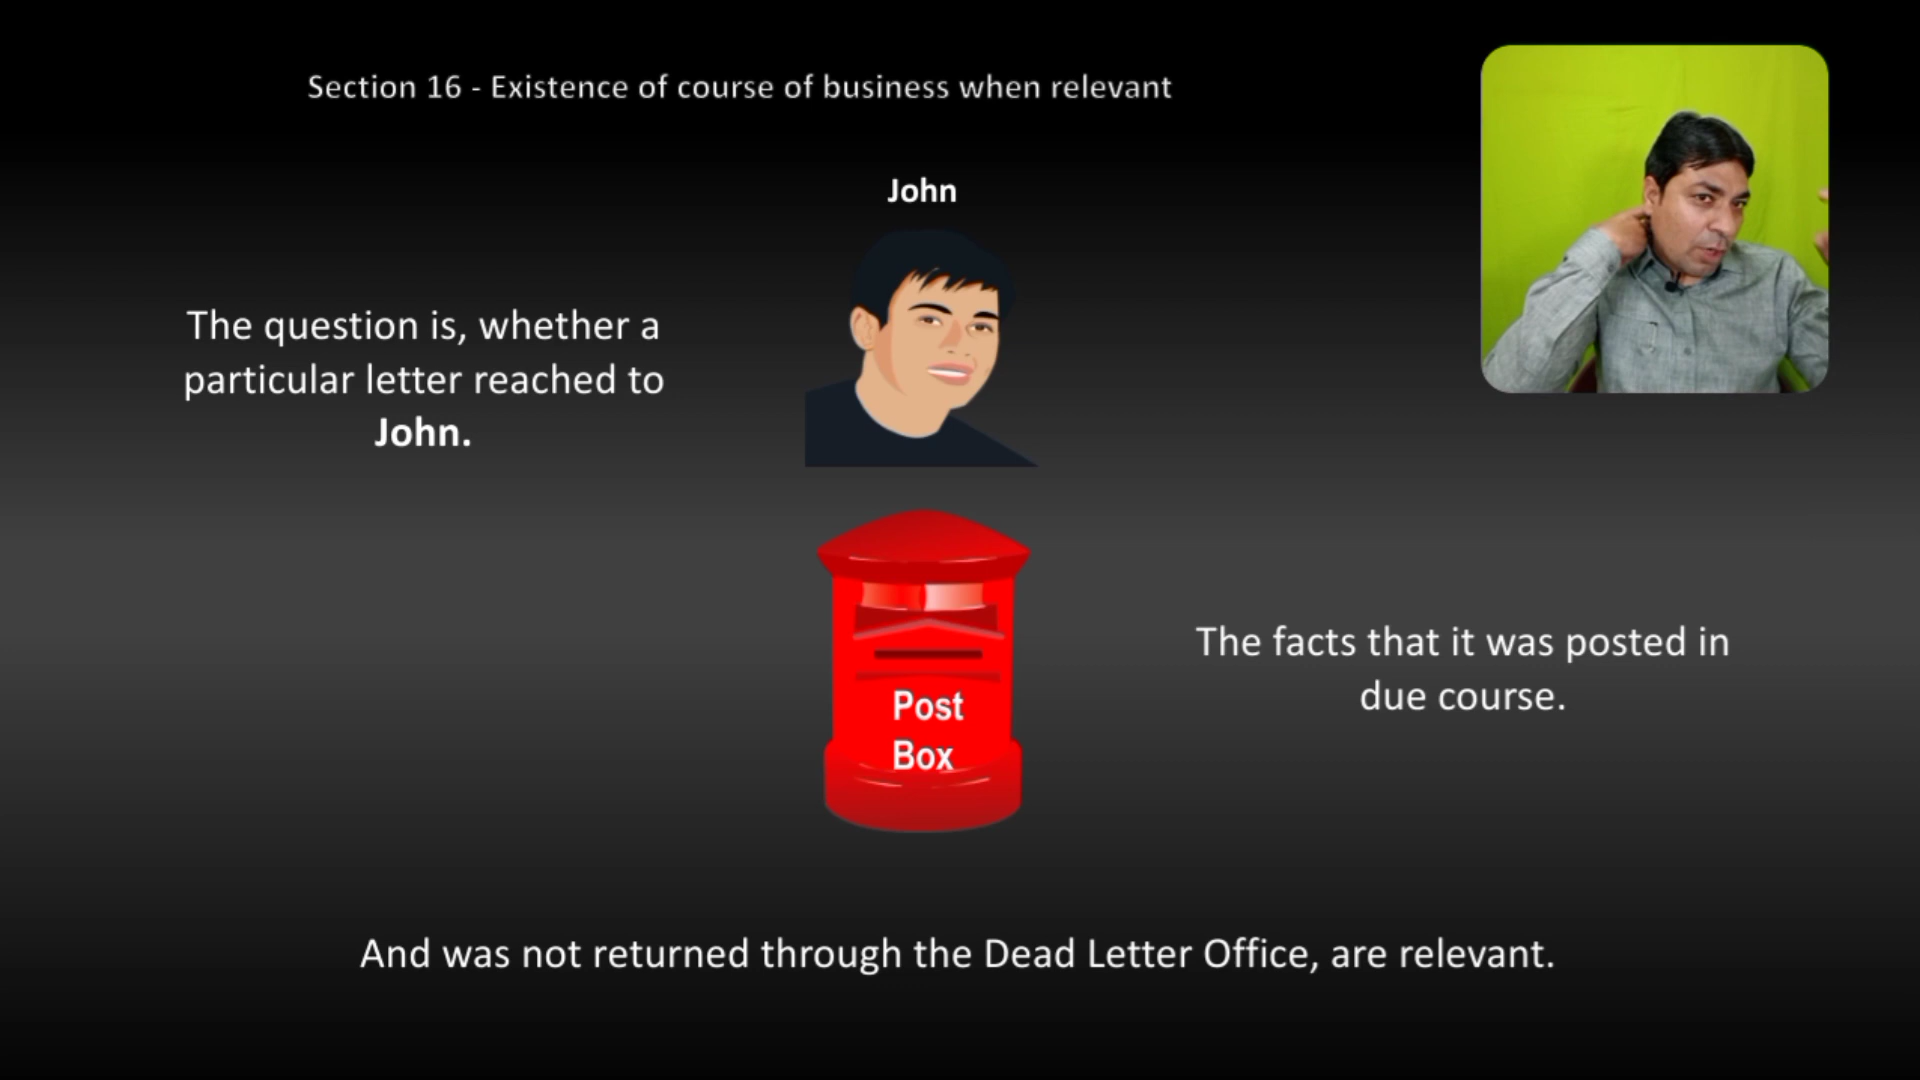 Section 16 - Existence of course of business when relevant
John
The question is, whether a
particular letter reached to
John.
Post
Box
The facts that it was posted in
due course.
And was not returned through the Dead Letter Office, are relevant.